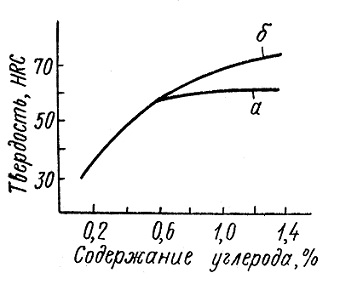 Твердость, HRC
70
50
30
б
а
0,2 0,6 1,0 1,4
Содержание углерода, %